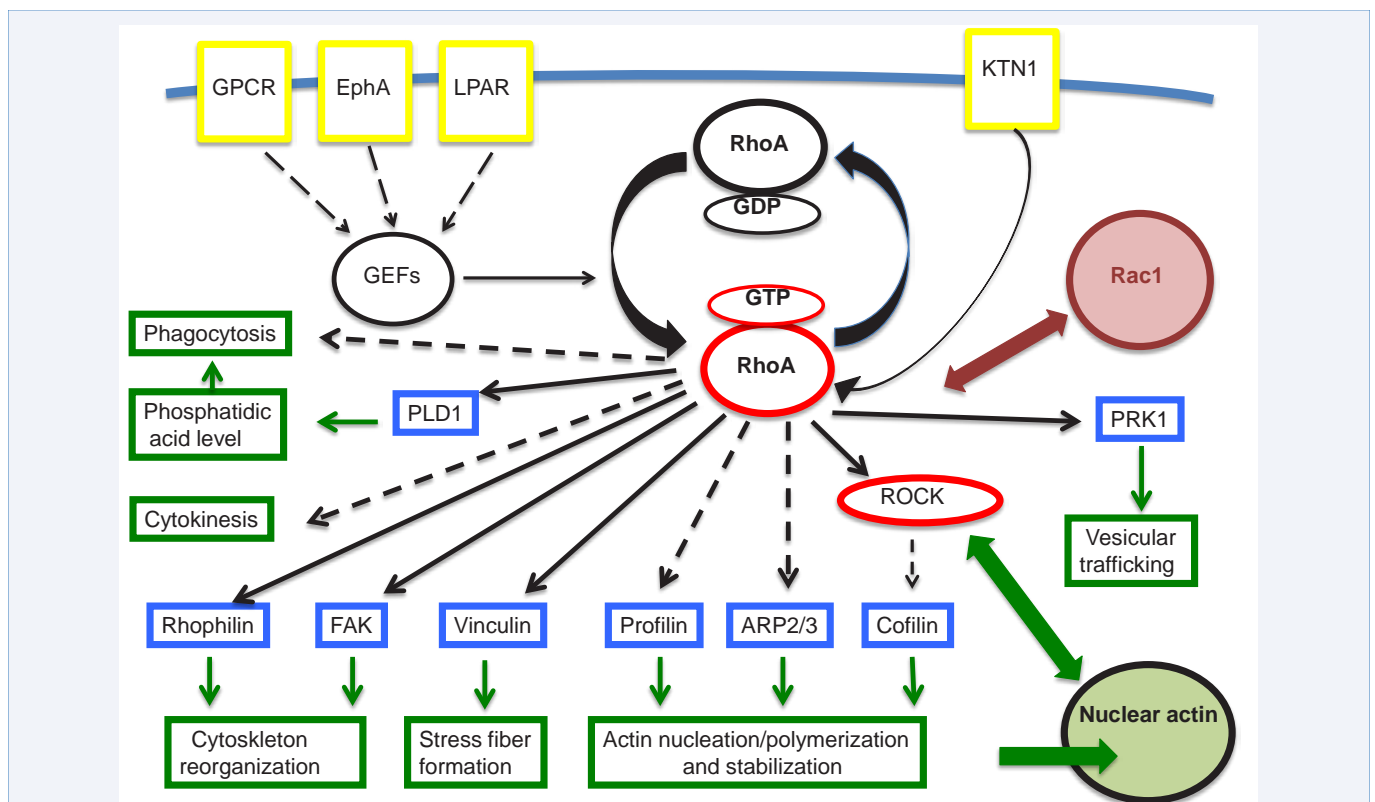 GPCR
EphA
LPAR
KTN1
RhoA
GDP
GEFs
Rac1
GTP
RhoA
Phagocytosis
Phosphatidic
acid level
PLD1
PRK1
Cytokinesis
ROCK
Vesicular
trafficking
Rhophilin
FAK
Vinculin
Profilin
ARP2/3
Cofilin
Cytoskleton
reorganization
Stress fiber
formation
Actin nucleation/polymerization
and stabilization
Nuclear actin